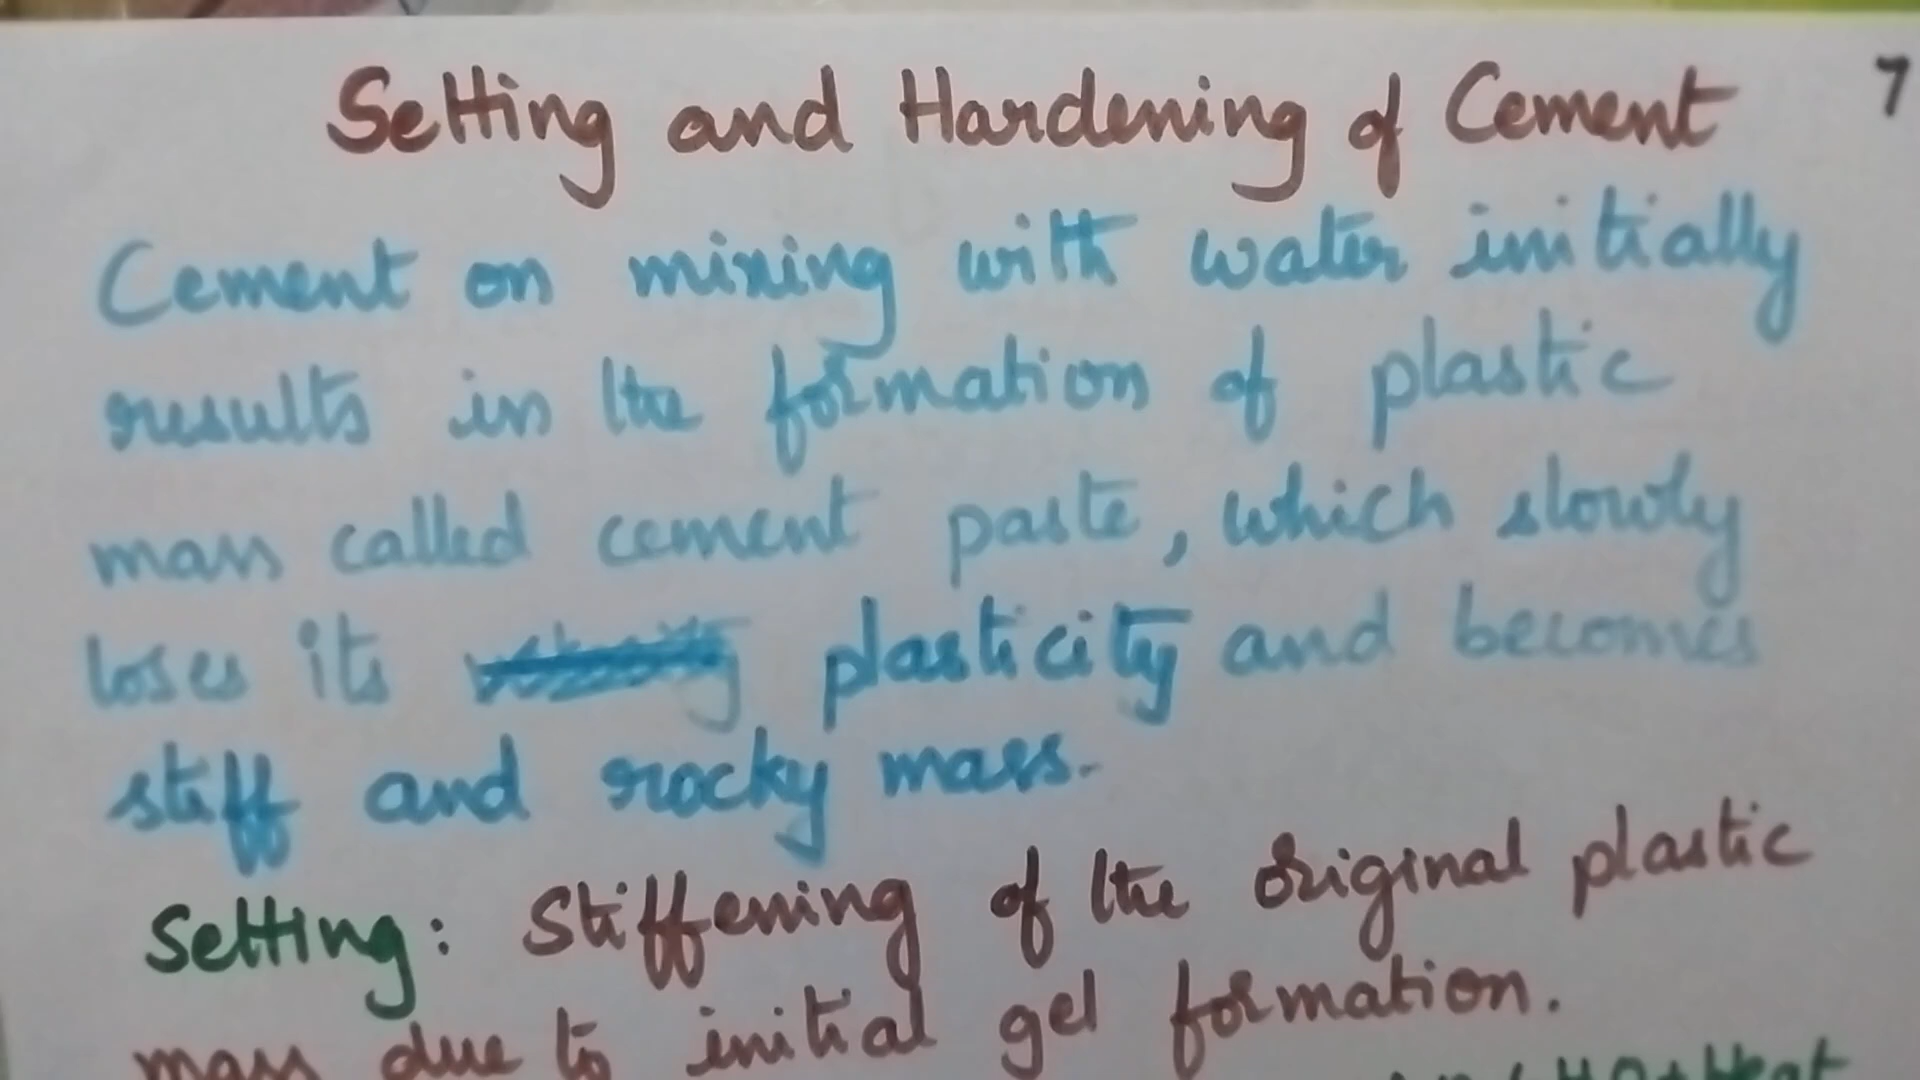 7
Setting and Hardening of Cement
Cement on mixing with water initially
results in the formation of plastic
mass called cement paste, which slowly
loses its plasticity and becomes
stiff and rocky mass.
Setting: Stiffening of the original plastic
mass due to initial gel formation.
+ Heat